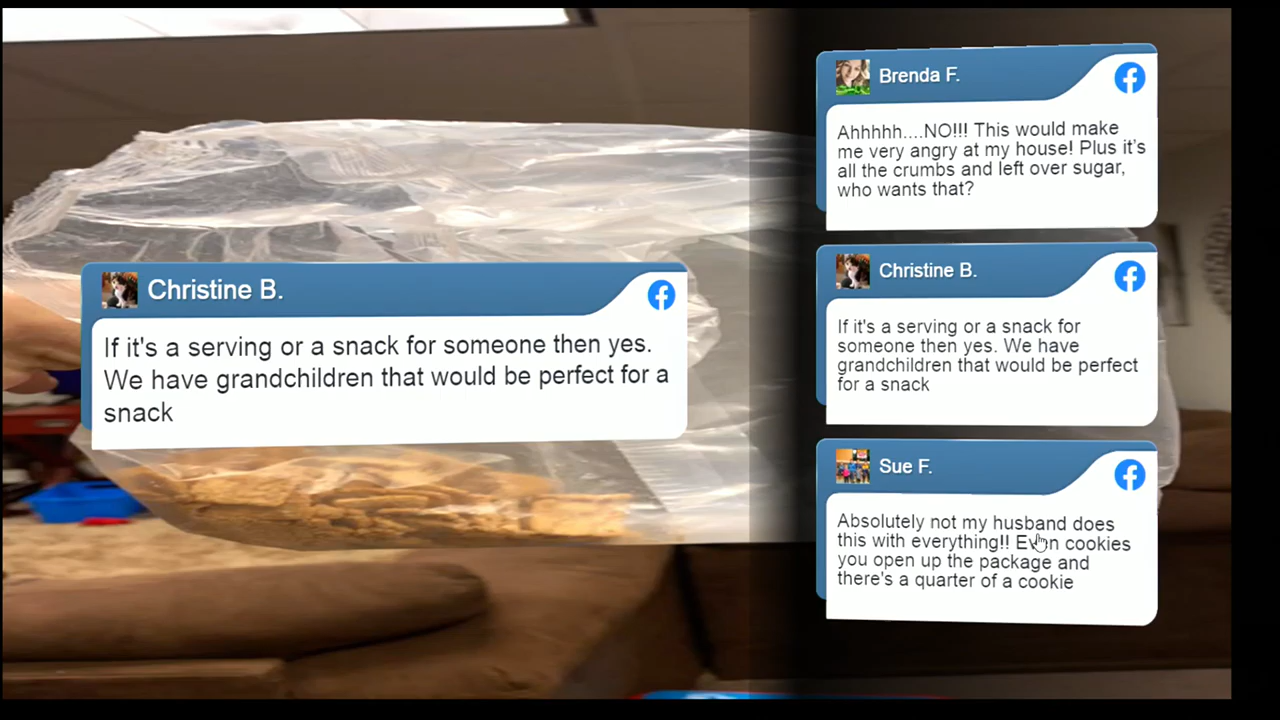 Christine B.
If it's a serving or a snack for someone then yes.
We have grandchildren that would be perfect for a
snack
Brenda F.
Ahhhhh....NO!!! This would make
me very angry at my house! Plus it's
all the crumbs and left over sugar,
who wants that?
Christine B.
If it's a serving or a snack for
someone then yes. We have
grandchildren that would be perfect
for a snack
Sue F.
Absolutely not my husband does
this with everything!! Even cookies
you open up the package and
there's a quarter of a cookie